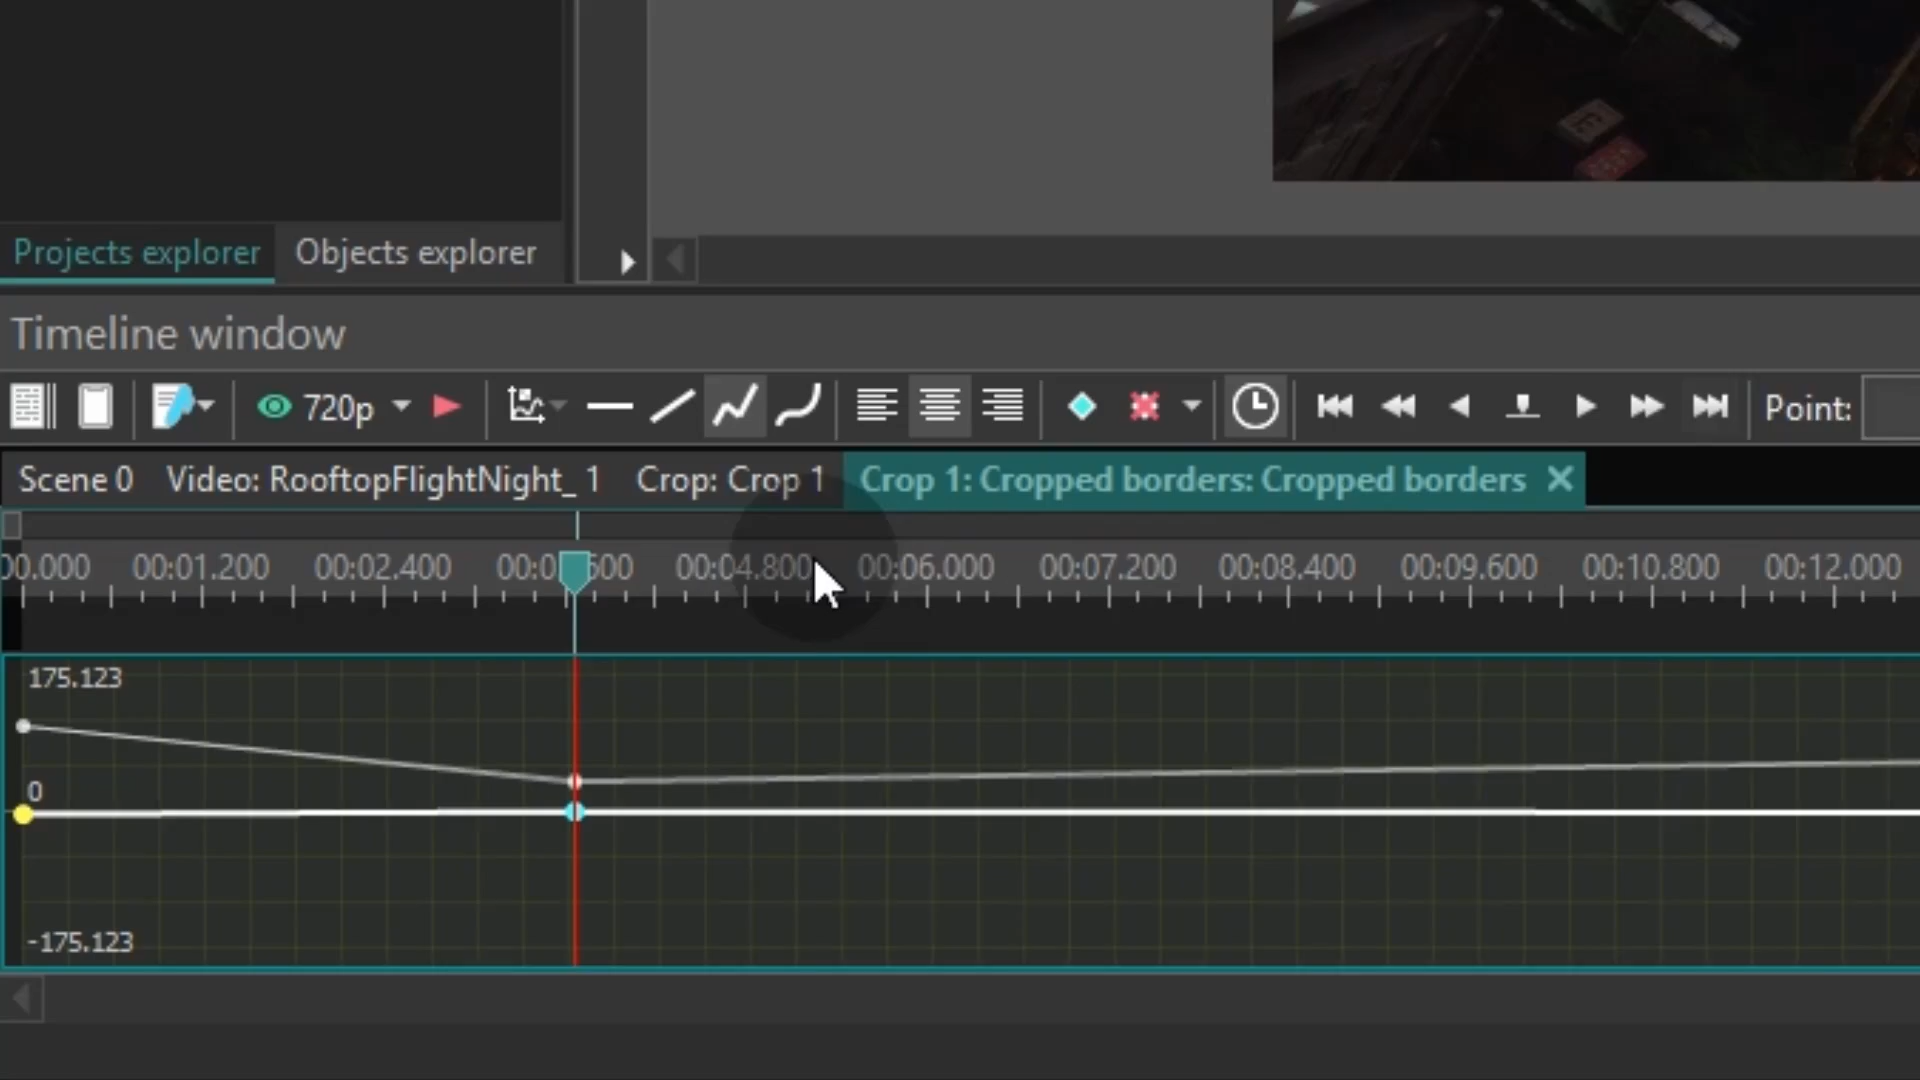 Projects explorer Objects explorer
Timeline window
720p Point:
Scene 0 Video: RooftopFlightNight_ 1 Crop: Crop 1 Crop 1: Cropped borders: Cropped borders
00.000 00:01.200 00:02.400 00:0 600 00:04.800 00:06.000 00:07.200 00:08.400 00:09.600 00:10.800 00:12.000
175.123
0
-175.123